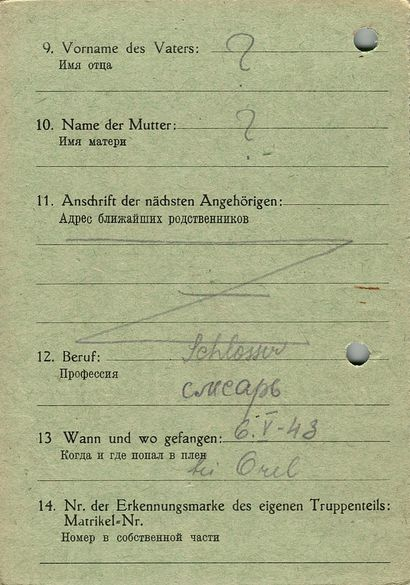 9. Vorname des Vaters: ?
Имя отца
10. Name der Mutter: ?
Имя матери
11. Anschrift der nächsten Angehörigen:
Адрес ближайших родственников
12. Beruf: Schlosser
Профессия
слесарь
13 Wann und wo gefangen: 6. V-43
Когда и где попал в плен bei Orel
14. Nr. der Erkennungsmarke des eigenen Truppenteils:
Matrikel-Nr.
Номер в собственной части